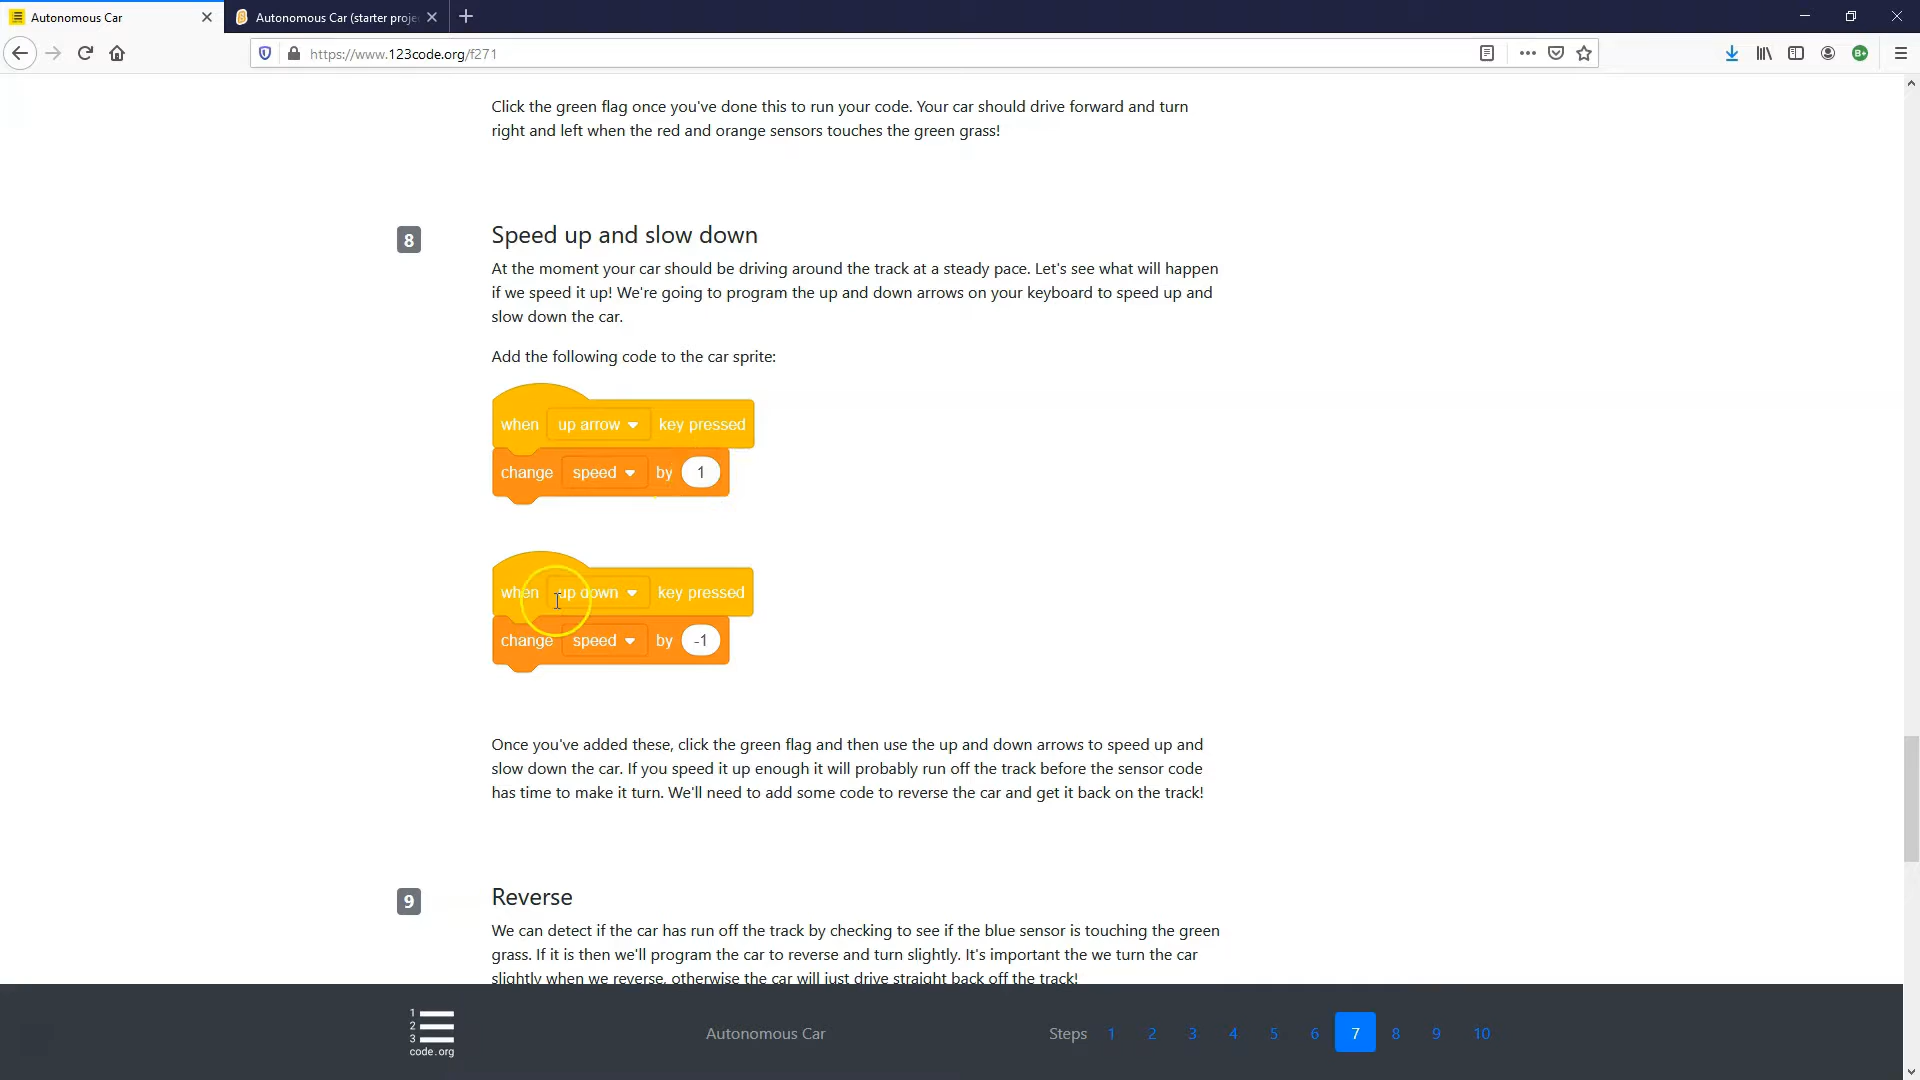 Autonomous Car
Autonomous Car (starter proje
https://www.123code.org/f271
B+
Click the green flag once you've done this to run your code. Your car should drive forward and turn
right and left when the red and orange sensors touches the green grass!
8
Speed up and slow down
At the moment your car should be driving around the track at a steady pace. Let's see what will happen
if we speed it up! We're going to program the up and down arrows on your keyboard to speed up and
slow down the car.
Add the following code to the car sprite:
when up arrow key pressed
change speed by 1
when up down key pressed
change speed by -1
Once you've added these, click the green flag and then use the up and down arrows to speed up and
slow down the car. If you speed it up enough it will probably run off the track before the sensor code
has time to make it turn. We'll need to add some code to reverse the car and get it back on the track!
9
Reverse
We can detect if the car has run off the track by checking to see if the blue sensor is touching the green
grass. If it is then we'll program the car to reverse and turn slightly. It's important the we turn the car
slightly when we reverse, otherwise the car will just drive straight back off the track!
1
2
3
code.org
Autonomous Car
Steps 1 2 3 4 5 6 7 8 9 10